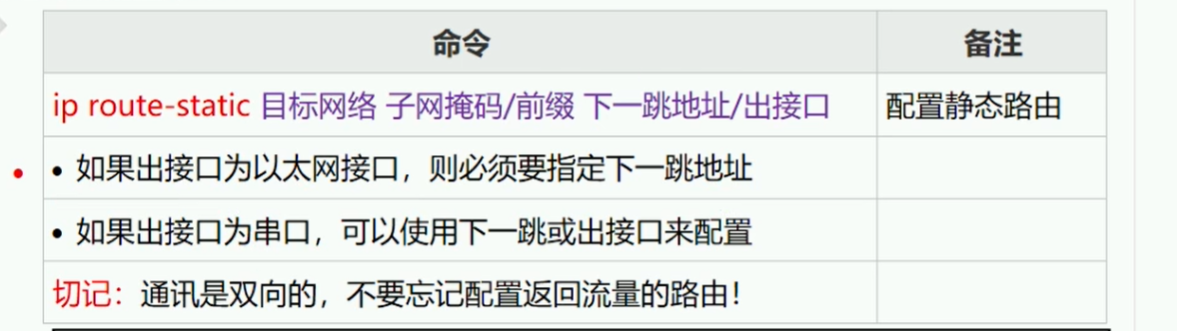 命令 备注
ip route-static 目标网络 子网掩码/前缀 下一跳地址/出接口 配置静态路由
• 如果出接口为以太网接口，则必须要指定下一跳地址
• 如果出接口为串口，可以使用下一跳或出接口来配置
切记：通讯是双向的，不要忘记配置返回流量的路由！